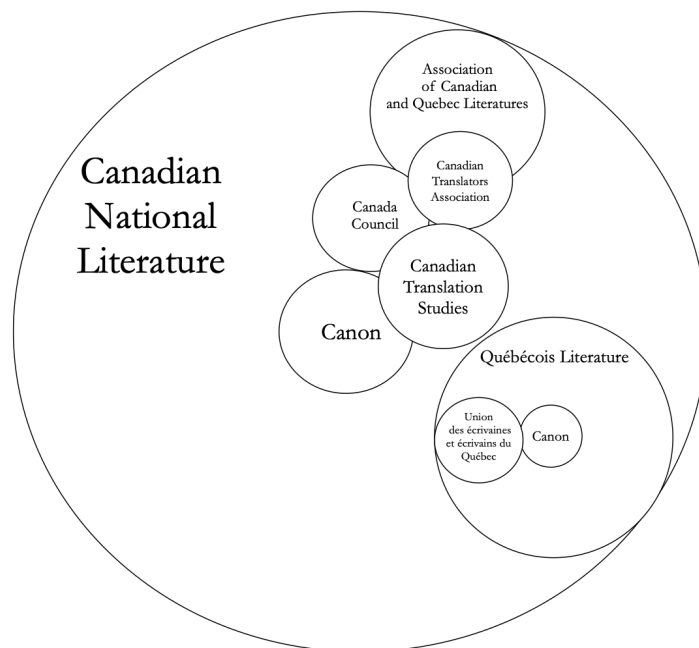 Canadian
National
Literature
Association
of Canadian
and Quebec Literatures
Canadian
Translators
Association
Canada
Council
Canadian
Translation
Studies
Canon
Québécois Literature
Union
des écrivaines
et écrivains du
Québec
Canon